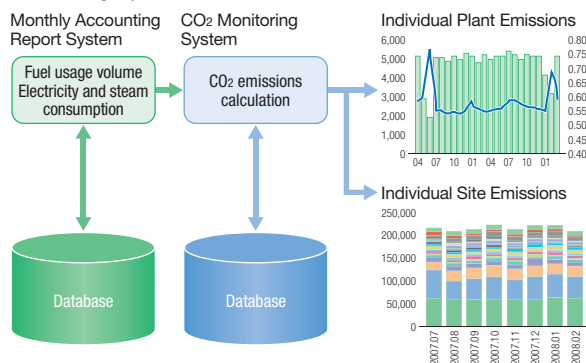 Monthly Accounting
Report System
Fuel usage volume
Electricity and steam
consumption
Database
CO2 Monitoring
System
CO2 emissions
calculation
Database
Individual Plant Emissions
6,000
5,000
4,000
3,000
2,000
1,000
0
0.80
0.75
0.70
0.65
0.60
0.55
0.50
0.45
0.40
04 07 10 01 04 07 10 01
Individual Site Emissions
250,000
200,000
150,000
100,000
50,000
0
2007.07
2007.08
2007.09
2007.10
2007.11
2007.12
2008.01
2008.02